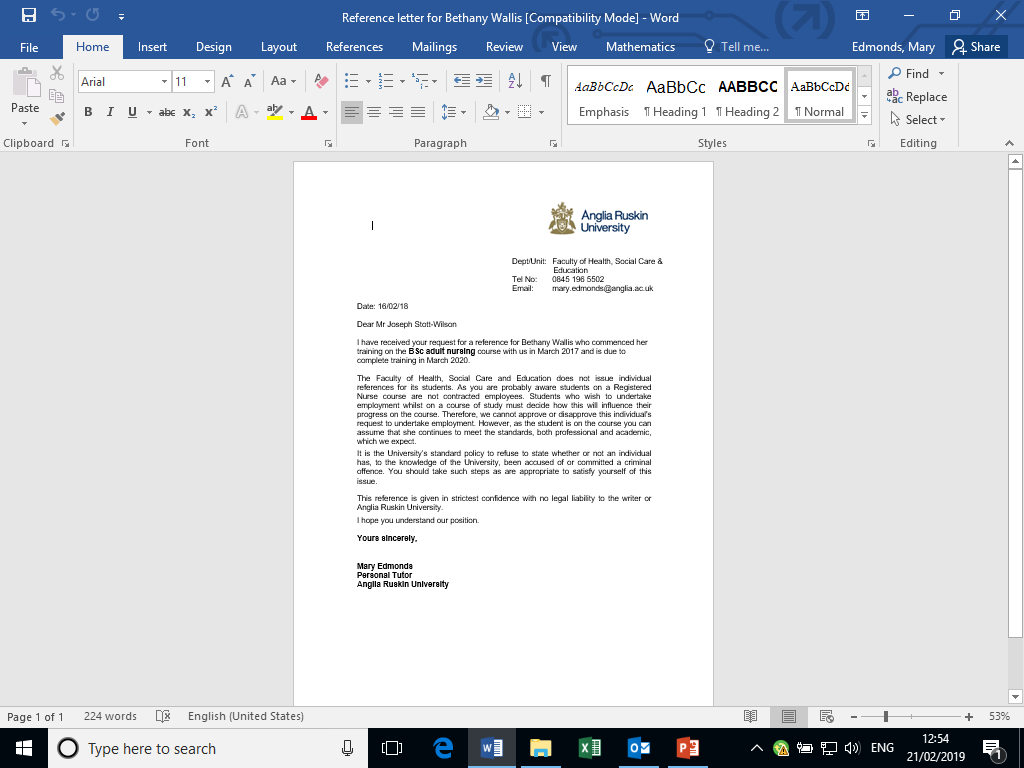 Reference letter for Bethany Wallis [Compatibility Mode] - Word
File Home Insert Design Layout References Mailings Review View Mathematics Tell me... Edmonds, Mary Share
Paste
Arial 11 Aa
B I U abc X₂ X² A ab A
AaBbCcDd AaBbCc AABBCC AaBbCcDd
Emphasis ¶ Heading 1 ¶ Heading 2 ¶ Normal
Find
Replace
Select
Clipboard Font Paragraph Styles Editing
Anglia Ruskin
University
Dept/Unit: Faculty of Health, Social Care &
Education
Tel No: 0845 196 5502
Email: mary.edmonds@anglia.ac.uk
Date: 16/02/18
Dear Mr Joseph Stott-Wilson
I have received your request for a reference for Bethany Wallis who commenced her
training on the BSc adult nursing course with us in March 2017 and is due to
complete training in March 2020.
The Faculty of Health, Social Care and Education does not issue individual
references for its students. As you are probably aware students on a Registered
Nurse course are not contracted employees. Students who wish to undertake
employment whilst on a course of study must decide how this will influence their
progress on the course. Therefore, we cannot approve or disapprove this individual's
request to undertake employment. However, as the student is on the course you can
assume that she continues to meet the standards, both professional and academic,
which we expect.
It is the University's standard policy to refuse to state whether or not an individual
has, to the knowledge of the University, been accused of or committed a criminal
offence. You should take such steps as are appropriate to satisfy yourself of this
issue.
This reference is given in strictest confidence with no legal liability to the writer or
Anglia Ruskin University.
I hope you understand our position.
Yours sincerely,
Mary Edmonds
Personal Tutor
Anglia Ruskin University
Page 1 of 1 224 words English (United States) 53%
Type here to search
ENG
12:54
21/02/2019
1